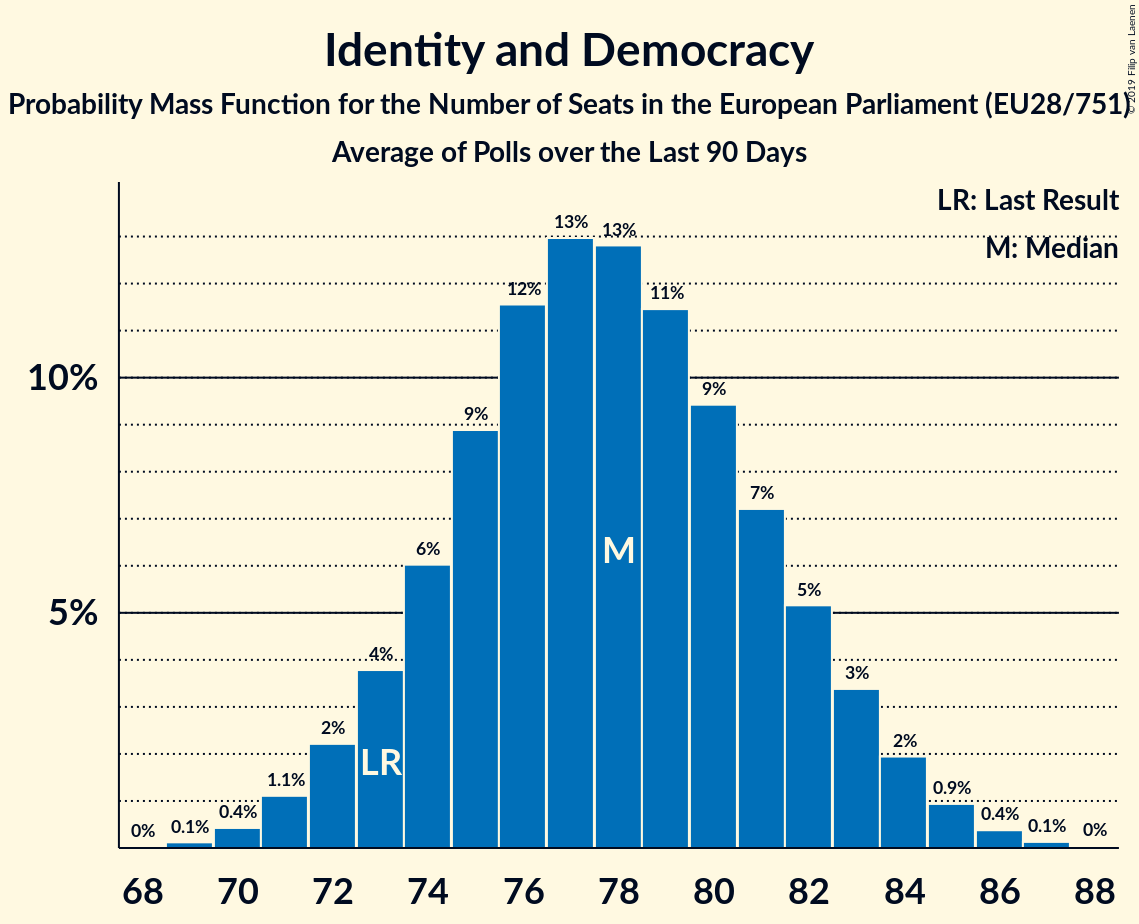 Identity and Democracy
Probability Mass Function for the Number of Seats in the European Parliament (EU28/751)
Average of Polls over the Last 90 Days
© 2019 Filip van Laenen
LR: Last Result
M: Median
10%
5%
0%
0.1%
0.4%
1.1%
2%
4%
6%
9%
12%
13%
13%
11%
9%
7%
5%
3%
2%
0.9%
0.4%
0.1%
0%
LR
M
68 70 72 74 76 78 80 82 84 86 88